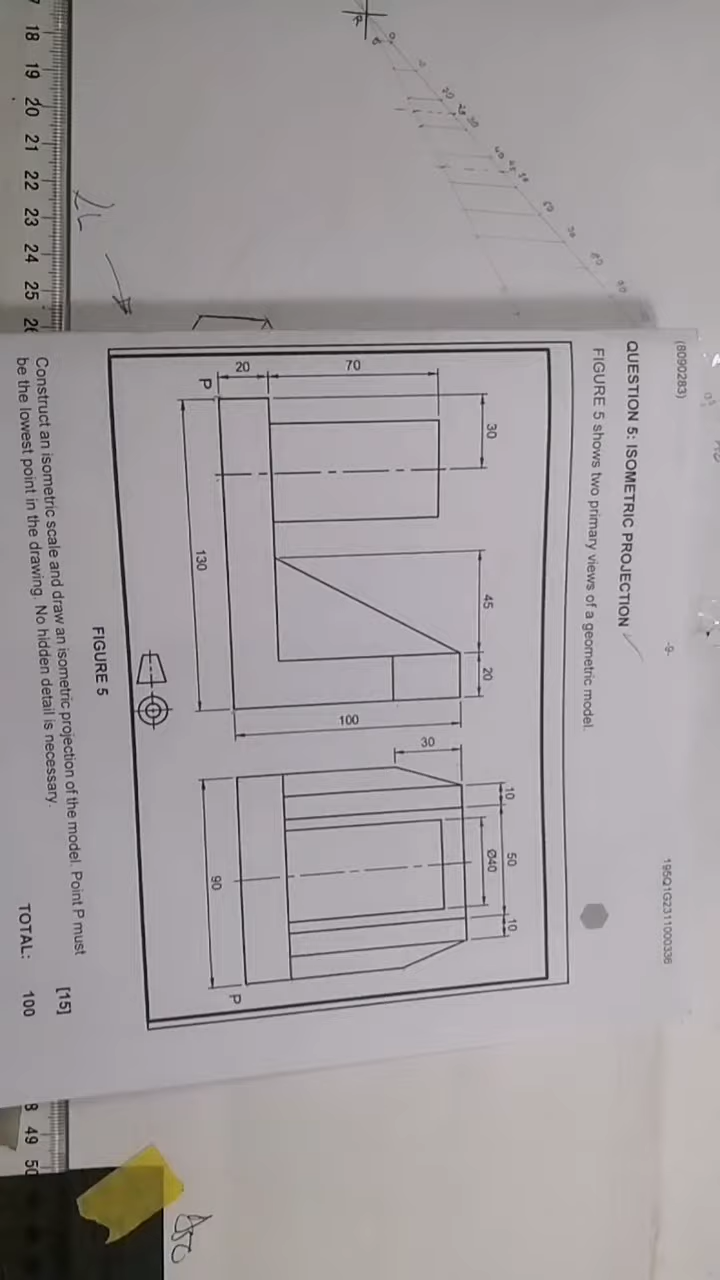 (8090283)
-9-
195Q1G2311000336
QUESTION 5: ISOMETRIC PROJECTION
FIGURE 5 shows two primary views of a geometric model.
30
45
20
70
20
100
P
130
10
50
10
Ø40
30
90
P
FIGURE 5
Construct an isometric scale and draw an isometric projection of the model. Point P must
be the lowest point in the drawing. No hidden detail is necessary.
[15]
TOTAL: 100
18 19 20 21 22 23 24 25
49 50